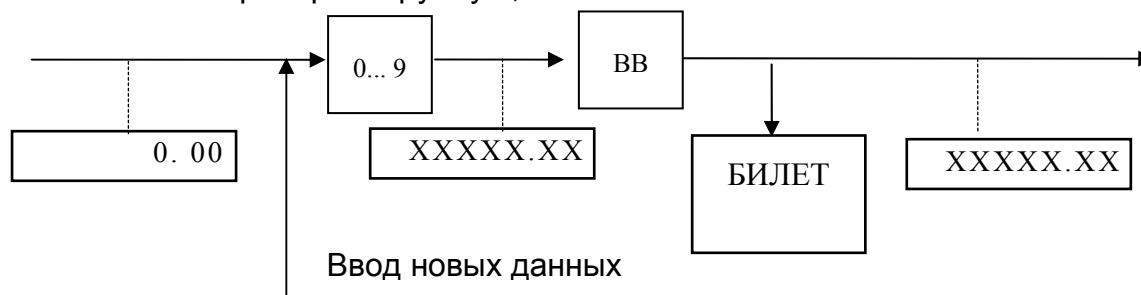 0... 9
ВВ
0. 00
XXXXX.XX
БИЛЕТ
XXXXX.XX
Ввод новых данных